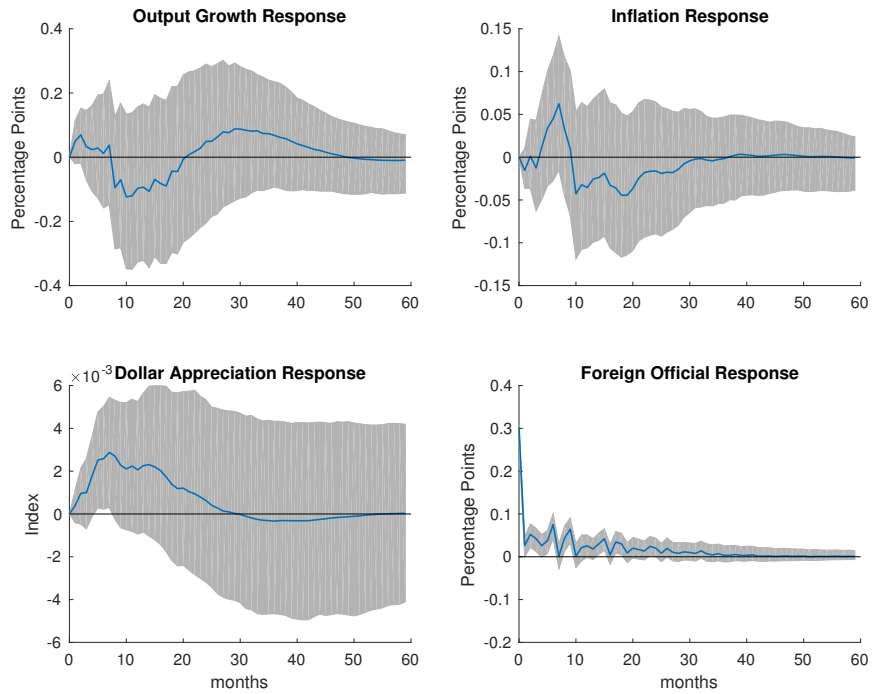 Output Growth Response
Percentage Points
0.4
0.2
0
-0.2
-0.4
0 10 20 30 40 50 60
Inflation Response
Percentage Points
0.15
0.1
0.05
0
-0.05
-0.1
-0.15
0 10 20 30 40 50 60
Dollar Appreciation Response
× 10⁻³
Index
6
4
2
0
-2
-4
-6
0 10 20 30 40 50 60
months
Foreign Official Response
Percentage Points
0.4
0.3
0.2
0.1
0
-0.1
-0.2
0 10 20 30 40 50 60
months